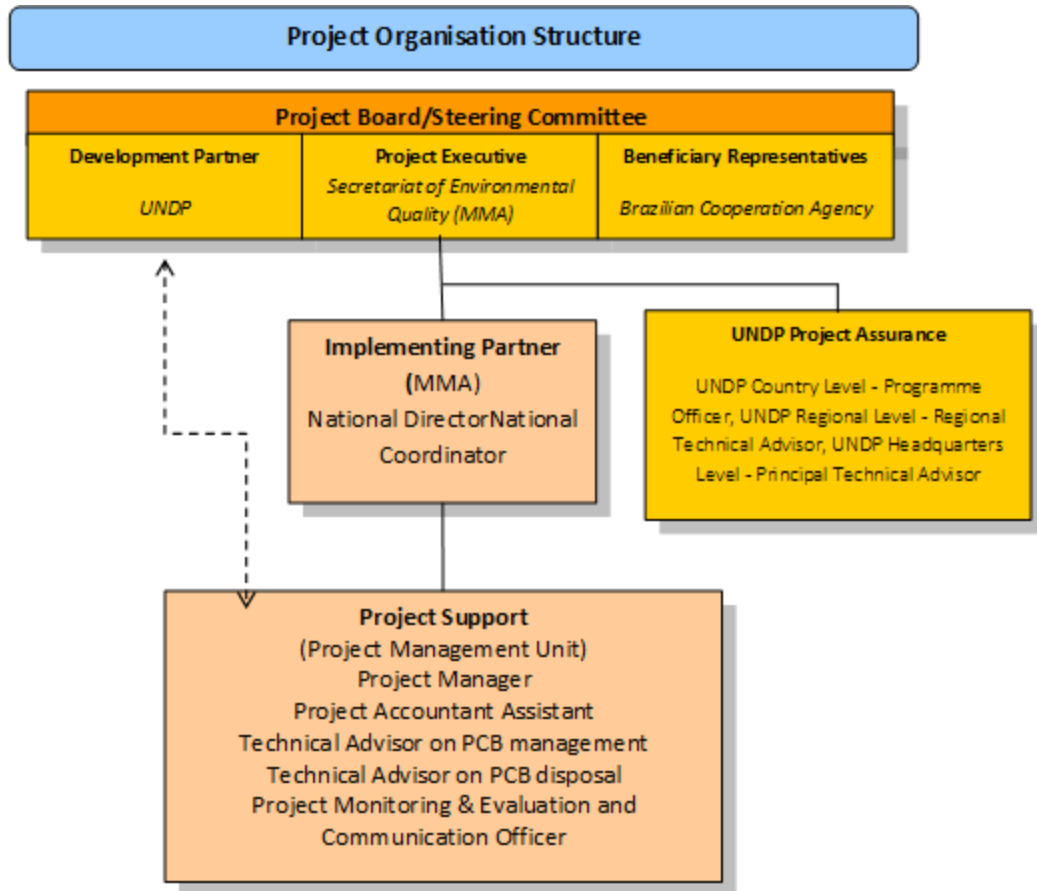 Project Organisation Structure
Project Board/Steering Committee
Development Partner
UNDP
Project Executive
Secretariat of Environmental
Quality (MMA)
Beneficiary Representatives
Brazilian Cooperation Agency
Implementing Partner
(MMA)
National DirectorNational
Coordinator
UNDP Project Assurance
UNDP Country Level - Programme
Officer, UNDP Regional Level - Regional
Technical Advisor, UNDP Headquarters
Level - Principal Technical Advisor
Project Support
(Project Management Unit)
Project Manager
Project Accountant Assistant
Technical Advisor on PCB management
Technical Advisor on PCB disposal
Project Monitoring & Evaluation and
Communication Officer